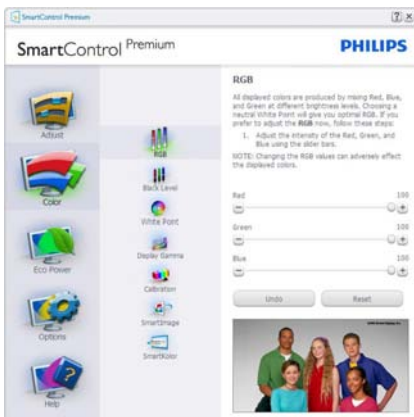 SmartControl Premium
SmartControl Premium
PHILIPS
Adjust
Color
Eco Power
Options
Help
RGB
Black Level
White Point
Display Gamma
Calibration
SmartImage
SmartKolor
RGB
All displayed colors are produced by mixing Red, Blue,
and Green at different brightness levels. Choosing a
neutral White Point will give you optimal RGB. If you
prefer to adjust the RGB now, follow these steps:
1. Adjust the intensity of the Red, Green, and
Blue using the slider bars.
NOTE: Changing the RGB values can adversely effect
the displayed colors.
Red 100
Green 100
Blue 100
Undo Reset